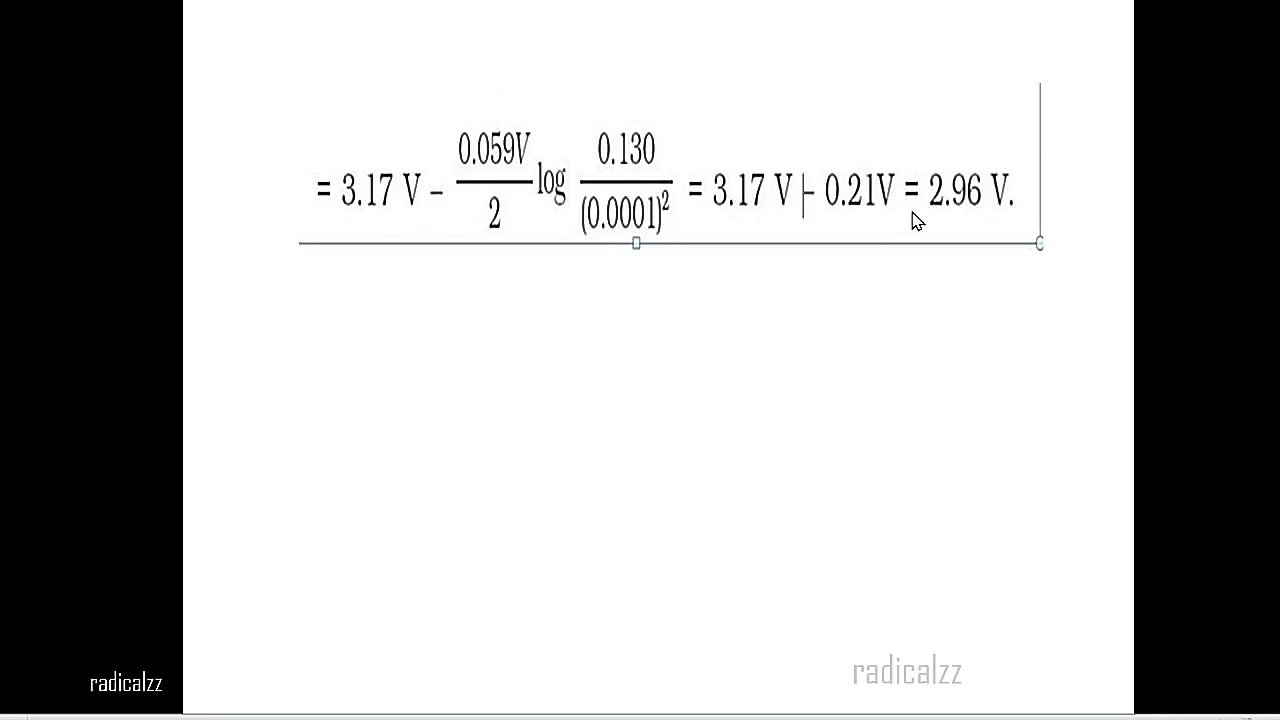 = 3.17 V – 0.059V/2 log 0.130/(0.0001)² = 3.17 V – 0.21V = 2.96 V.
radicalzz
radicalzz